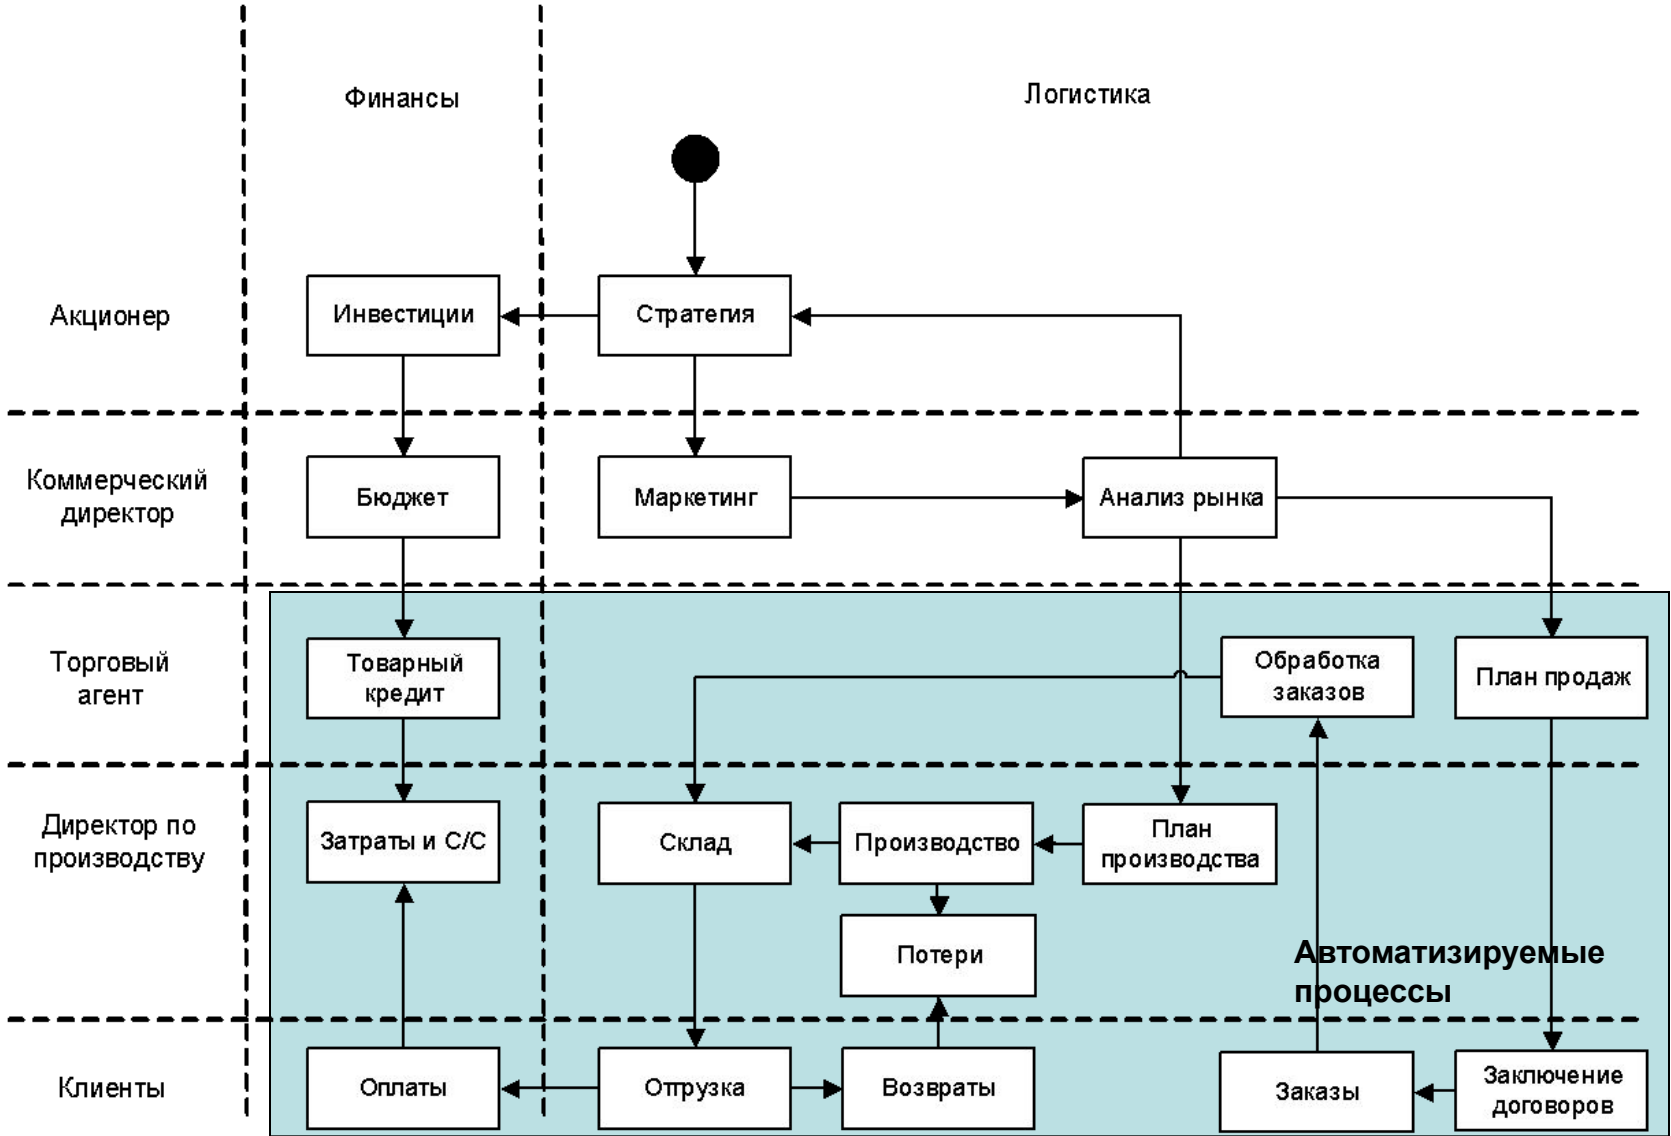 Финансы
Логистика
Акционер
Инвестиции
Стратегия
Коммерческий
директор
Бюджет
Маркетинг
Анализ рынка
Торговый
агент
Товарный
кредит
Обработка
заказов
План продаж
Директор по
производству
Затраты и С/С
Склад
Производство
План
производства
Потери
Автоматизируемые
процессы
Клиенты
Оплаты
Отгрузка
Возвраты
Заказы
Заключение
договоров